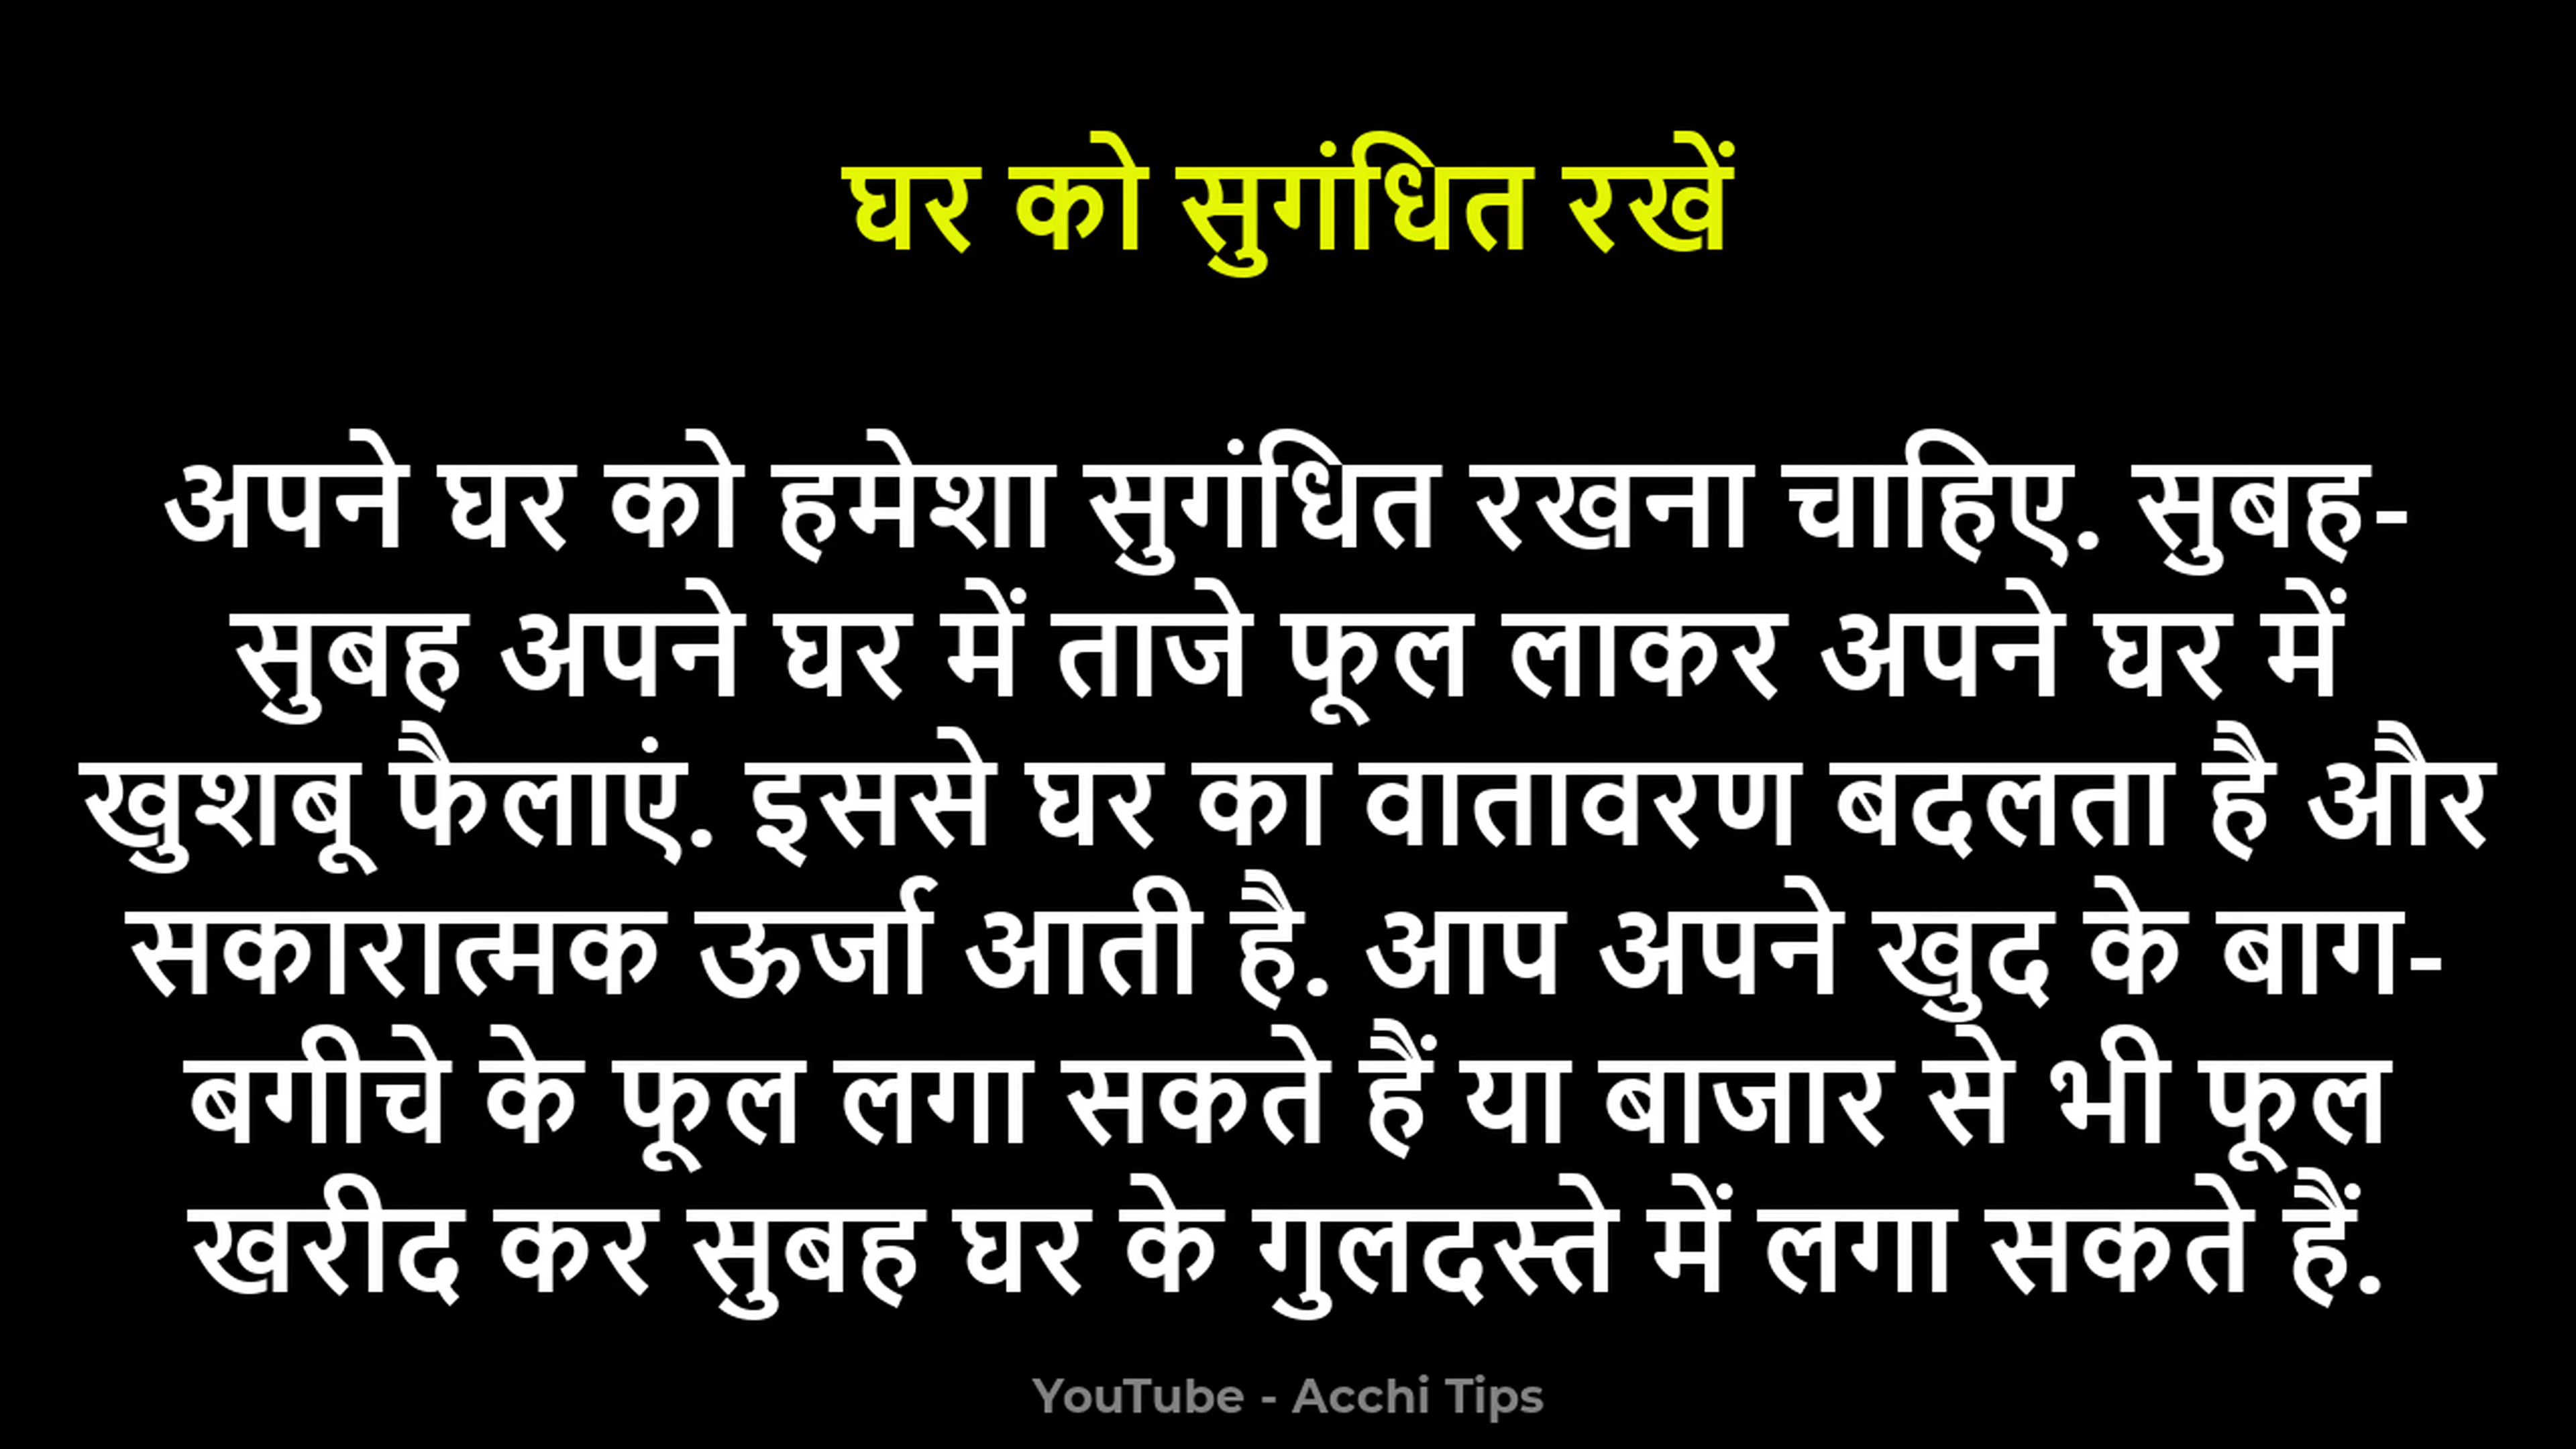 घर को सुगंधित रखें
अपने घर को हमेशा सुगंधित रखना चाहिए. सुबह-
सुबह अपने घर में ताजे फूल लाकर अपने घर में
खुशबू फैलाएं. इससे घर का वातावरण बदलता है और
सकारात्मक ऊर्जा आती है. आप अपने खुद के बाग-
बगीचे के फूल लगा सकते हैं या बाजार से भी फूल
खरीद कर सुबह घर के गुलदस्ते में लगा सकते हैं.
YouTube - Acchi Tips